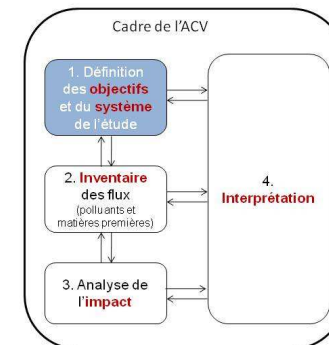 Cadre de l'ACV
1. Définition
des objectifs
et du système
de l'étude
2. Inventaire
des flux
(polluants et
matières premières)
3. Analyse de
l'impact
4.
Interprétation